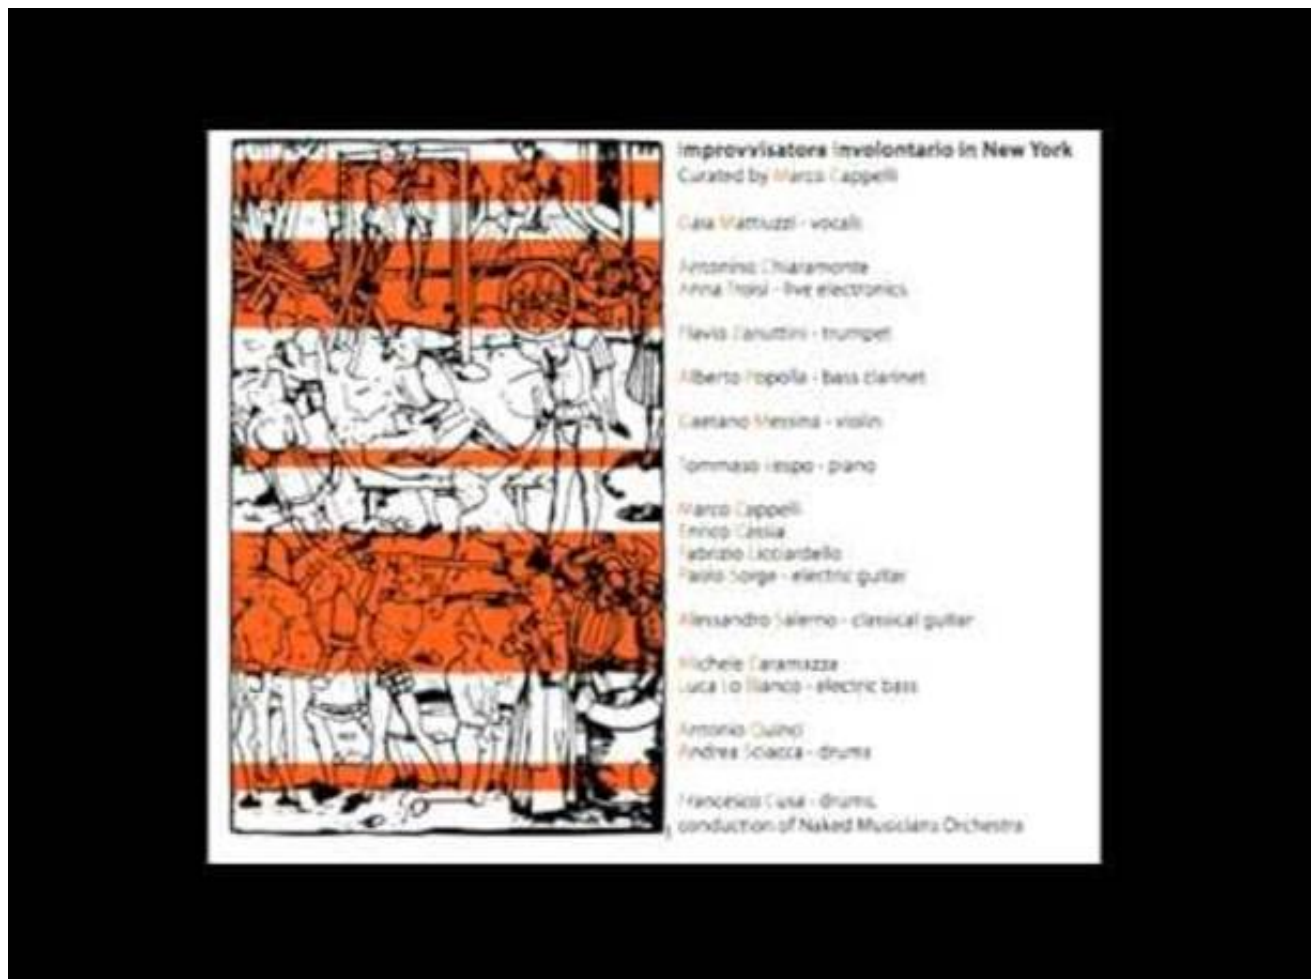 Improvvisatore Involontario in New York
Curated by Marco Cappelli
Gaia Mattiuzzi - vocals
Antonino Chiaramonte
Anna Troisi - live electronics
Flavio Zanuttini - trumpet
Alberto Popolla - bass clarinet
Gaetano Messina - violin
Tommaso Vespo - piano
Marco Cappelli
Enrico Cassia
Fabrizio Licciardello
Paolo Sorge - electric guitar
Alessandro Salerno - classical guitar
Michele Caramazza
Luca Lo Bianco - electric bass
Antonio Quinci
Andrea Sciacca - drums
Francesco Cusa - drums,
conduction of Naked Musicians Orchestra